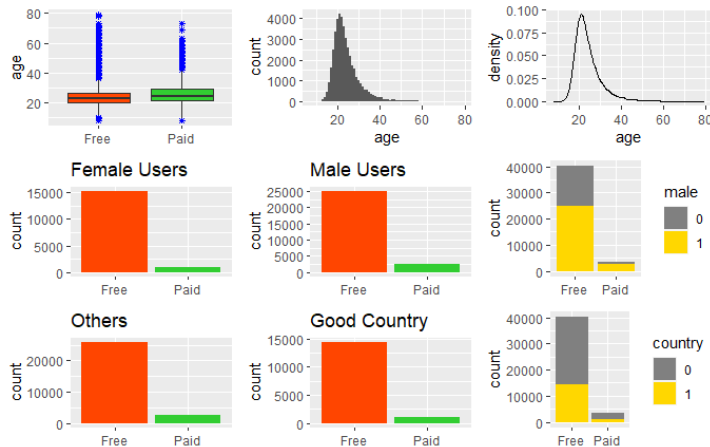 80
60
40
20
age
Free
Paid
4000
3000
2000
1000
0
count
20
40
60
80
age
0.100
0.075
0.050
0.025
0.000
density
20
40
60
80
age
Female Users
15000
10000
5000
0
count
Free
Paid
Male Users
25000
20000
15000
10000
5000
0
count
Free
Paid
40000
30000
20000
10000
0
count
Free Paid
male
0
1
Others
20000
10000
0
count
Free
Paid
Good Country
15000
10000
5000
0
count
Free
Paid
40000
30000
20000
10000
0
count
Free Paid
country
0
1